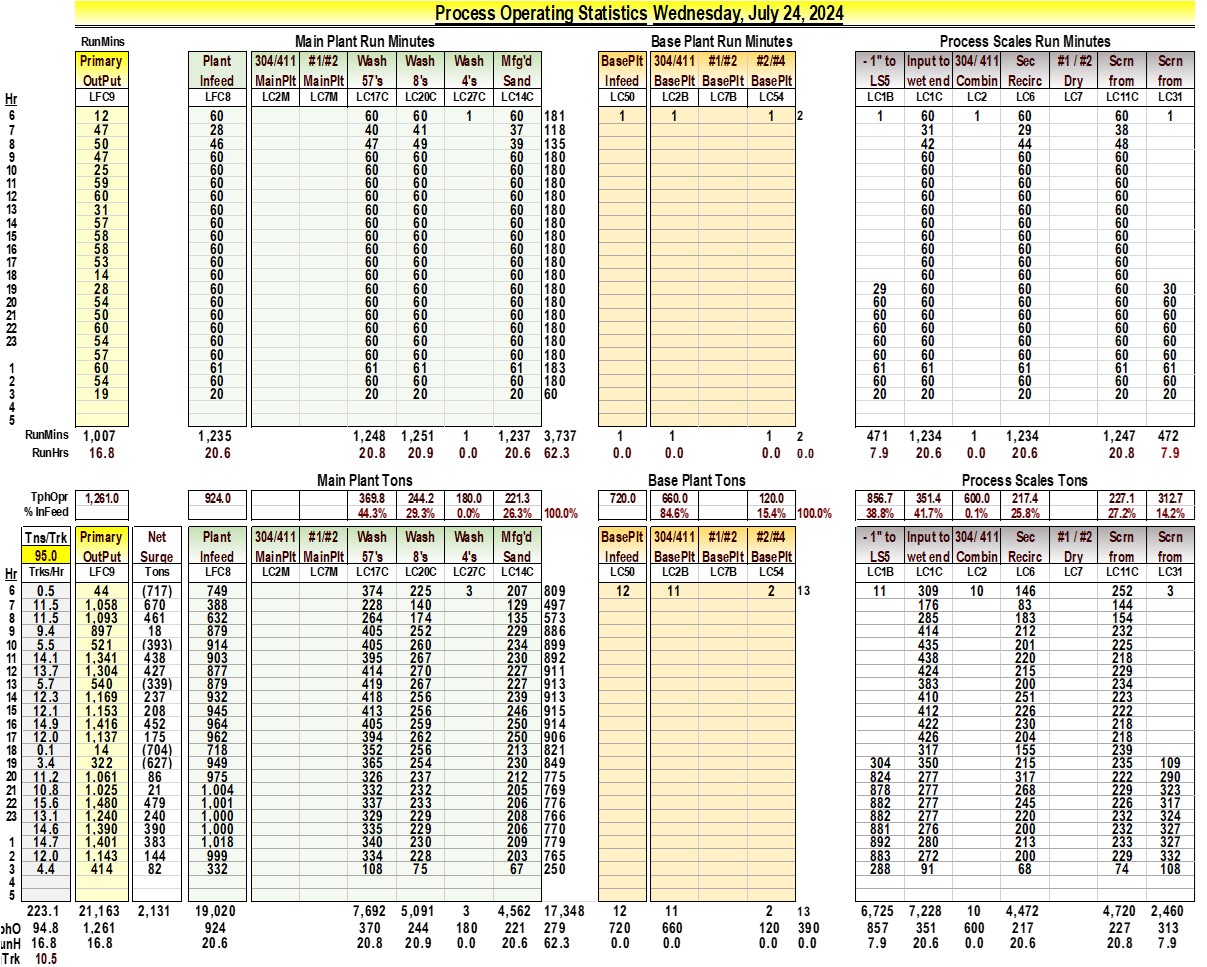 Process Operating Statistics Wednesday, July 24, 2024
RunMins Main Plant Run Minutes Base Plant Run Minutes Process Scales Run Minutes
Primary Plant 304/411 #1/#2 Wash Wash Wash Mfg'd BasePlt 304/411 #1/#2 #2/#4 - 1" to Input to 304/ 411 Sec #1 / #2 Scrn Scrn
OutPut Infeed MainPlt MainPlt 57's 8's 4's Sand Infeed BasePlt BasePlt BasePlt LS5 wet end Combin Recirc Dry from from
Hr LFC9 LFC8 LC2M LC7M LC17C LC20C LC27C LC14C LC50 LC2B LC7B LC54 LC1B LC1C LC2 LC6 LC7 LC11C LC31
6 12 60 60 60 1 60 181 1 1 1 2 1 60 1 60 60 1
7 47 28 40 41 37 118 31 29 38
8 50 46 47 49 39 135 42 44 48
9 47 60 60 60 60 180 60 60 60
10 25 60 60 60 60 180 60 60 60
11 59 60 60 60 60 180 60 60 60
12 60 60 60 60 60 180 60 60 60
13 31 60 60 60 60 180 60 60 60
14 57 60 60 60 60 180 60 60 60
15 58 60 60 60 60 180 60 60 60
16 58 60 60 60 60 180 60 60 60
17 53 60 60 60 60 180 60 60 60
18 14 60 60 60 60 180 60 60 60
19 28 60 60 60 60 180 29 60 60 60 30
20 54 60 60 60 60 180 60 60 60 60 60
21 50 60 60 60 60 180 60 60 60 60 60
22 60 60 60 60 60 180 60 60 60 60 60
23 54 60 60 60 60 180 60 60 60 60 60
57 60 60 60 60 180 60 60 60 60 60
1 60 61 61 61 61 183 61 61 61 61 61
2 54 60 60 60 60 180 60 60 60 60 60
3 19 20 20 20 20 60 20 20 20 20 20
4
5
RunMins 1,007 1,235 1,248 1,251 1 1,237 3,737 1 1 1 2 471 1,234 1 1,234 1,247 472
RunHrs 16.8 20.6 20.8 20.9 0.0 20.6 62.3 0.0 0.0 0.0 0.0 7.9 20.6 0.0 20.6 20.8 7.9
Main Plant Tons Base Plant Tons Process Scales Tons
TphOpr 1,261.0 924.0 369.8 244.2 180.0 221.3 720.0 660.0 120.0 856.7 351.4 600.0 217.4 227.1 312.7
% InFeed 44.3% 29.3% 0.0% 26.3% 100.0% 84.6% 15.4% 100.0% 38.8% 41.7% 0.1% 25.8% 27.2% 14.2%
Tns/Trk Primary Net Plant 304/411 #1/#2 Wash Wash Wash Mfg'd BasePlt 304/411 #1/#2 #2/#4 - 1" to Input to 304/ 411 Sec #1 / #2 Scrn Scrn
95.0 OutPut Surge Infeed MainPlt MainPlt 57's 8's 4's Sand Infeed BasePlt BasePlt BasePlt LS5 wet end Combin Recirc Dry from from
Hr Trks/Hr LFC9 Tons LFC8 LC2M LC7M LC17C LC20C LC27C LC14C LC50 LC2B LC7B LC54 LC1B LC1C LC2 LC6 LC7 LC11C LC31
6 0.5 44 (717) 749 374 225 3 207 809 12 11 2 13 11 309 10 146 252 3
7 11.5 1,058 670 388 228 140 129 497 176 83 144
8 11.5 1,093 461 632 264 174 135 573 285 183 154
9 9.4 897 18 879 405 252 229 886 414 212 232
10 5.5 521 (393) 914 405 260 234 899 435 201 225
11 14.1 1,341 438 903 395 267 230 892 438 220 218
12 13.7 1,304 427 877 414 270 227 911 424 215 229
13 5.7 540 (339) 879 419 267 227 913 383 200 234
14 12.3 1,169 237 932 418 256 239 913 410 251 223
15 12.1 1,153 208 945 413 256 246 915 412 226 222
16 14.9 1,416 452 964 405 259 250 914 422 230 218
17 12.0 1,137 175 962 394 262 250 906 426 204 218
18 0.1 14 (704) 718 352 256 213 821 317 155 239
19 3.4 322 (627) 949 365 254 230 849 304 350 215 235 109
20 11.2 1,061 86 975 326 237 212 775 824 277 317 222 290
21 10.8 1,025 21 1,004 332 232 205 769 878 277 268 229 323
22 15.6 1,480 479 1,001 337 233 206 776 882 277 245 226 317
23 13.1 1,240 240 1,000 329 229 208 766 882 277 220 232 324
14.6 1,390 390 1,000 335 229 206 770 881 276 200 232 327
1 14.7 1,401 383 1,018 340 230 209 779 892 280 213 233 327
2 12.0 1,143 144 999 334 228 203 765 883 272 200 229 332
3 4.4 414 82 332 108 75 67 250 288 91 68 74 108
4
5
223.1 21,163 2,131 19,020 7,692 5,091 3 4,562 17,348 12 11 2 13 6,725 7,228 10 4,472 4,720 2,460
phO 94.8 1,261 924 370 244 180 221 279 720 660 120 390 857 351 600 217 227 313
unH 16.8 16.8 20.6 20.8 20.9 0.0 20.6 62.3 0.0 0.0 0.0 0.0 7.9 20.6 0.0 20.6 20.8 7.9
Trk 10.5